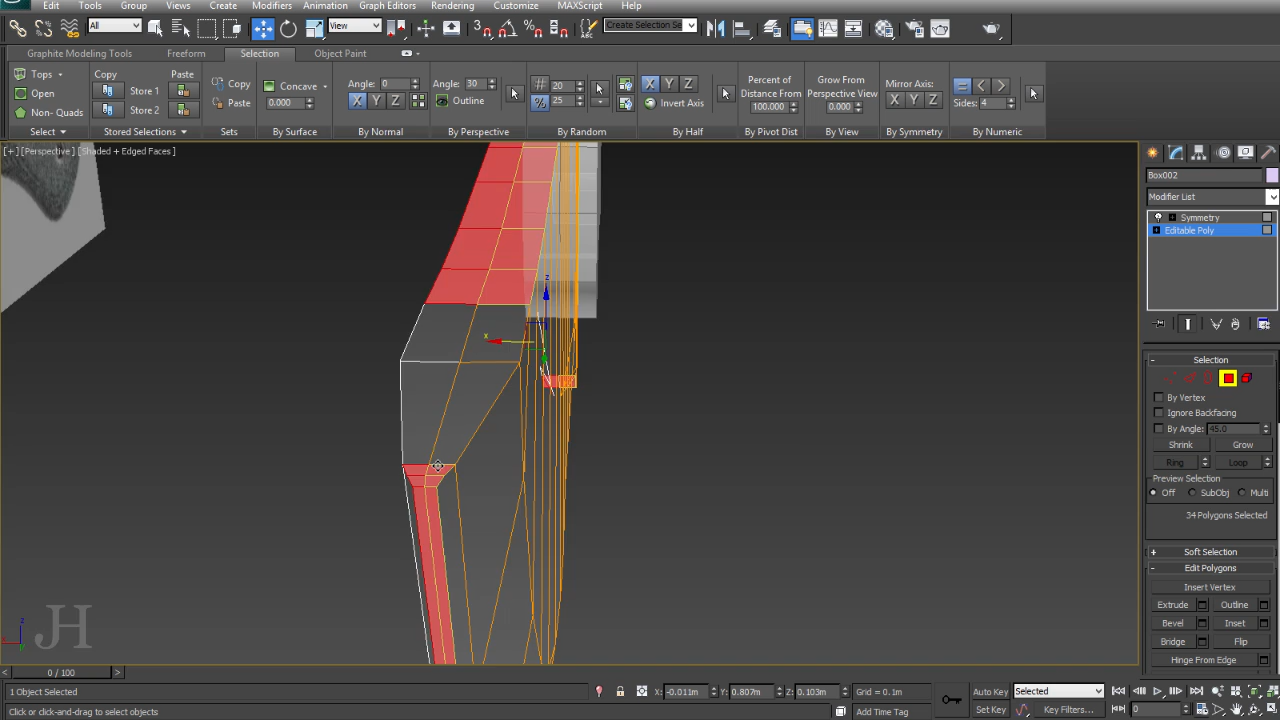 Edit Tools Group Views Create Modifiers Animation Graph Editors Rendering Customize MAXScript Help
All View 3 Create Selection Se
Graphite Modeling Tools Freeform Selection Object Paint
Tops Copy Paste Copy Concave Angle: 0 Angle: 30 # 20 X Y Z Percent of Grow From Mirror Axis: = < >
Open Store 1 Paste 0.000 X Y Z Outline % 25 Invert Axis Distance From Perspective View X Y Z Sides: 4
Non- Quads Store 2 100.000 0.000
Select Stored Selections Sets By Surface By Normal By Perspective By Random By Half By Pivot Dist By View By Symmetry By Numeric
[+] [Perspective] [Shaded + Edged Faces ]
Box002
Modifier List
Symmetry
Editable Poly
z
x
- Selection
By Vertex
Ignore Backfacing
By Angle: 45.0
Shrink Grow
Ring Loop
Preview Selection
Off SubObj Multi
34 Polygons Selected
+ Soft Selection
- Edit Polygons
Insert Vertex
Extrude Outline
Bevel Inset
Bridge Flip
Hinge From Edge
JH
z
x
< 0 / 100 >
1 Object Selected X: -0.011m Y: 0.807m Z: 0.103m Grid = 0.1m Auto Key Selected
Click or click-and-drag to select objects Add Time Tag Set Key Key Filters... 0